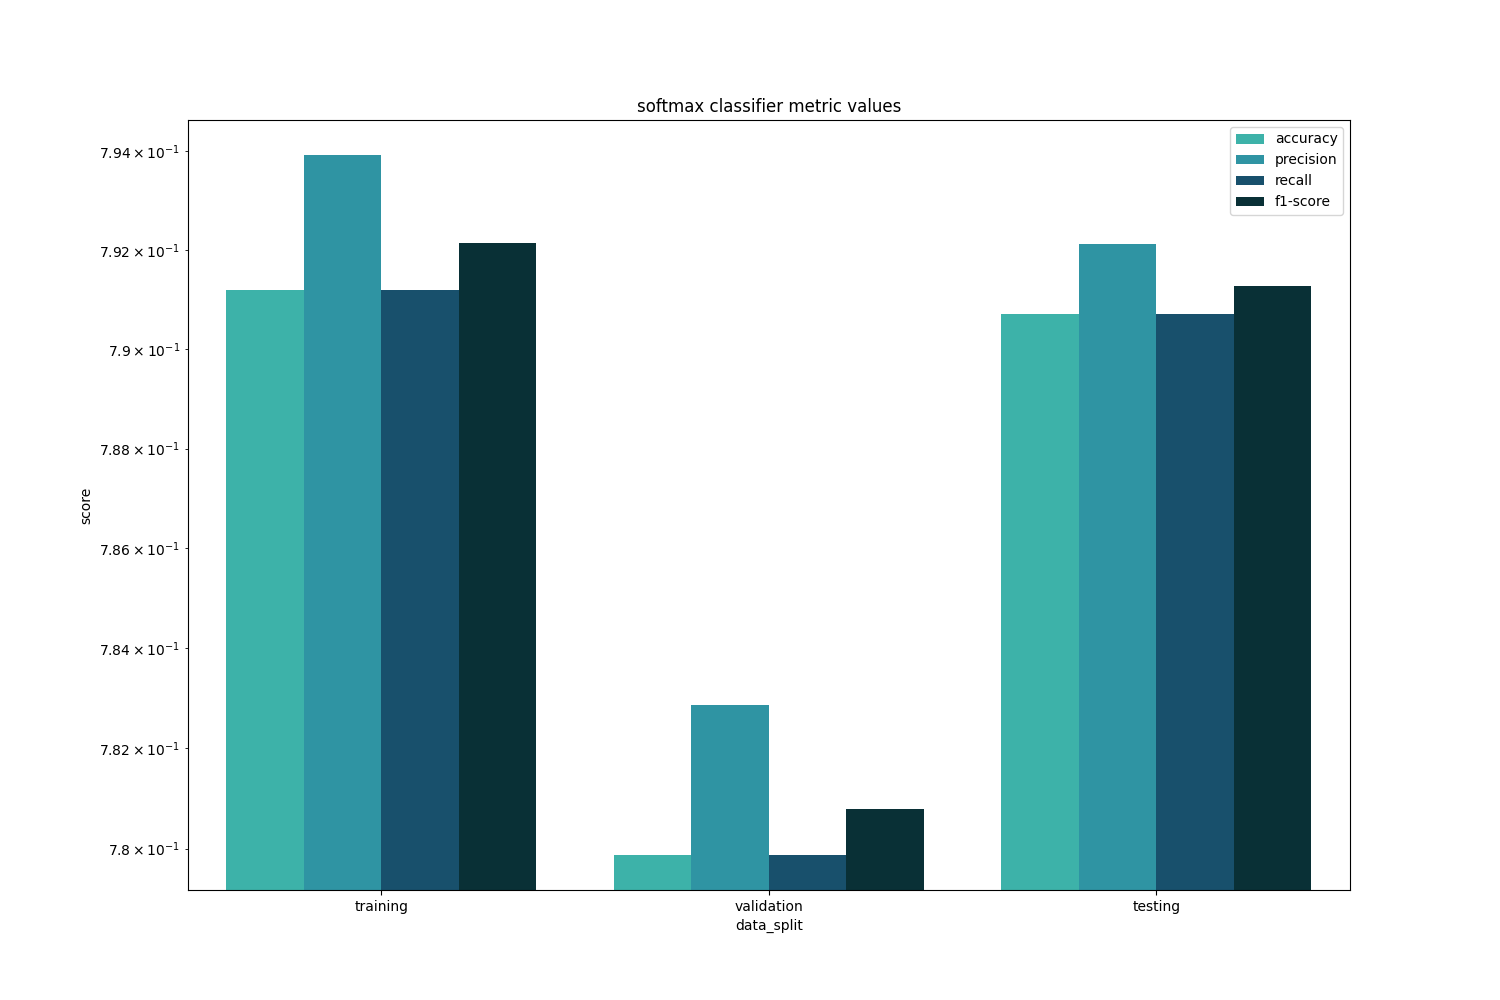 softmax classifier metric values
accuracy
precision
recall
f1-score
7.94 × 10⁻¹
7.92 × 10⁻¹
7.9 × 10⁻¹
7.88 × 10⁻¹
7.86 × 10⁻¹
7.84 × 10⁻¹
7.82 × 10⁻¹
7.8 × 10⁻¹
score
training validation testing
data_split